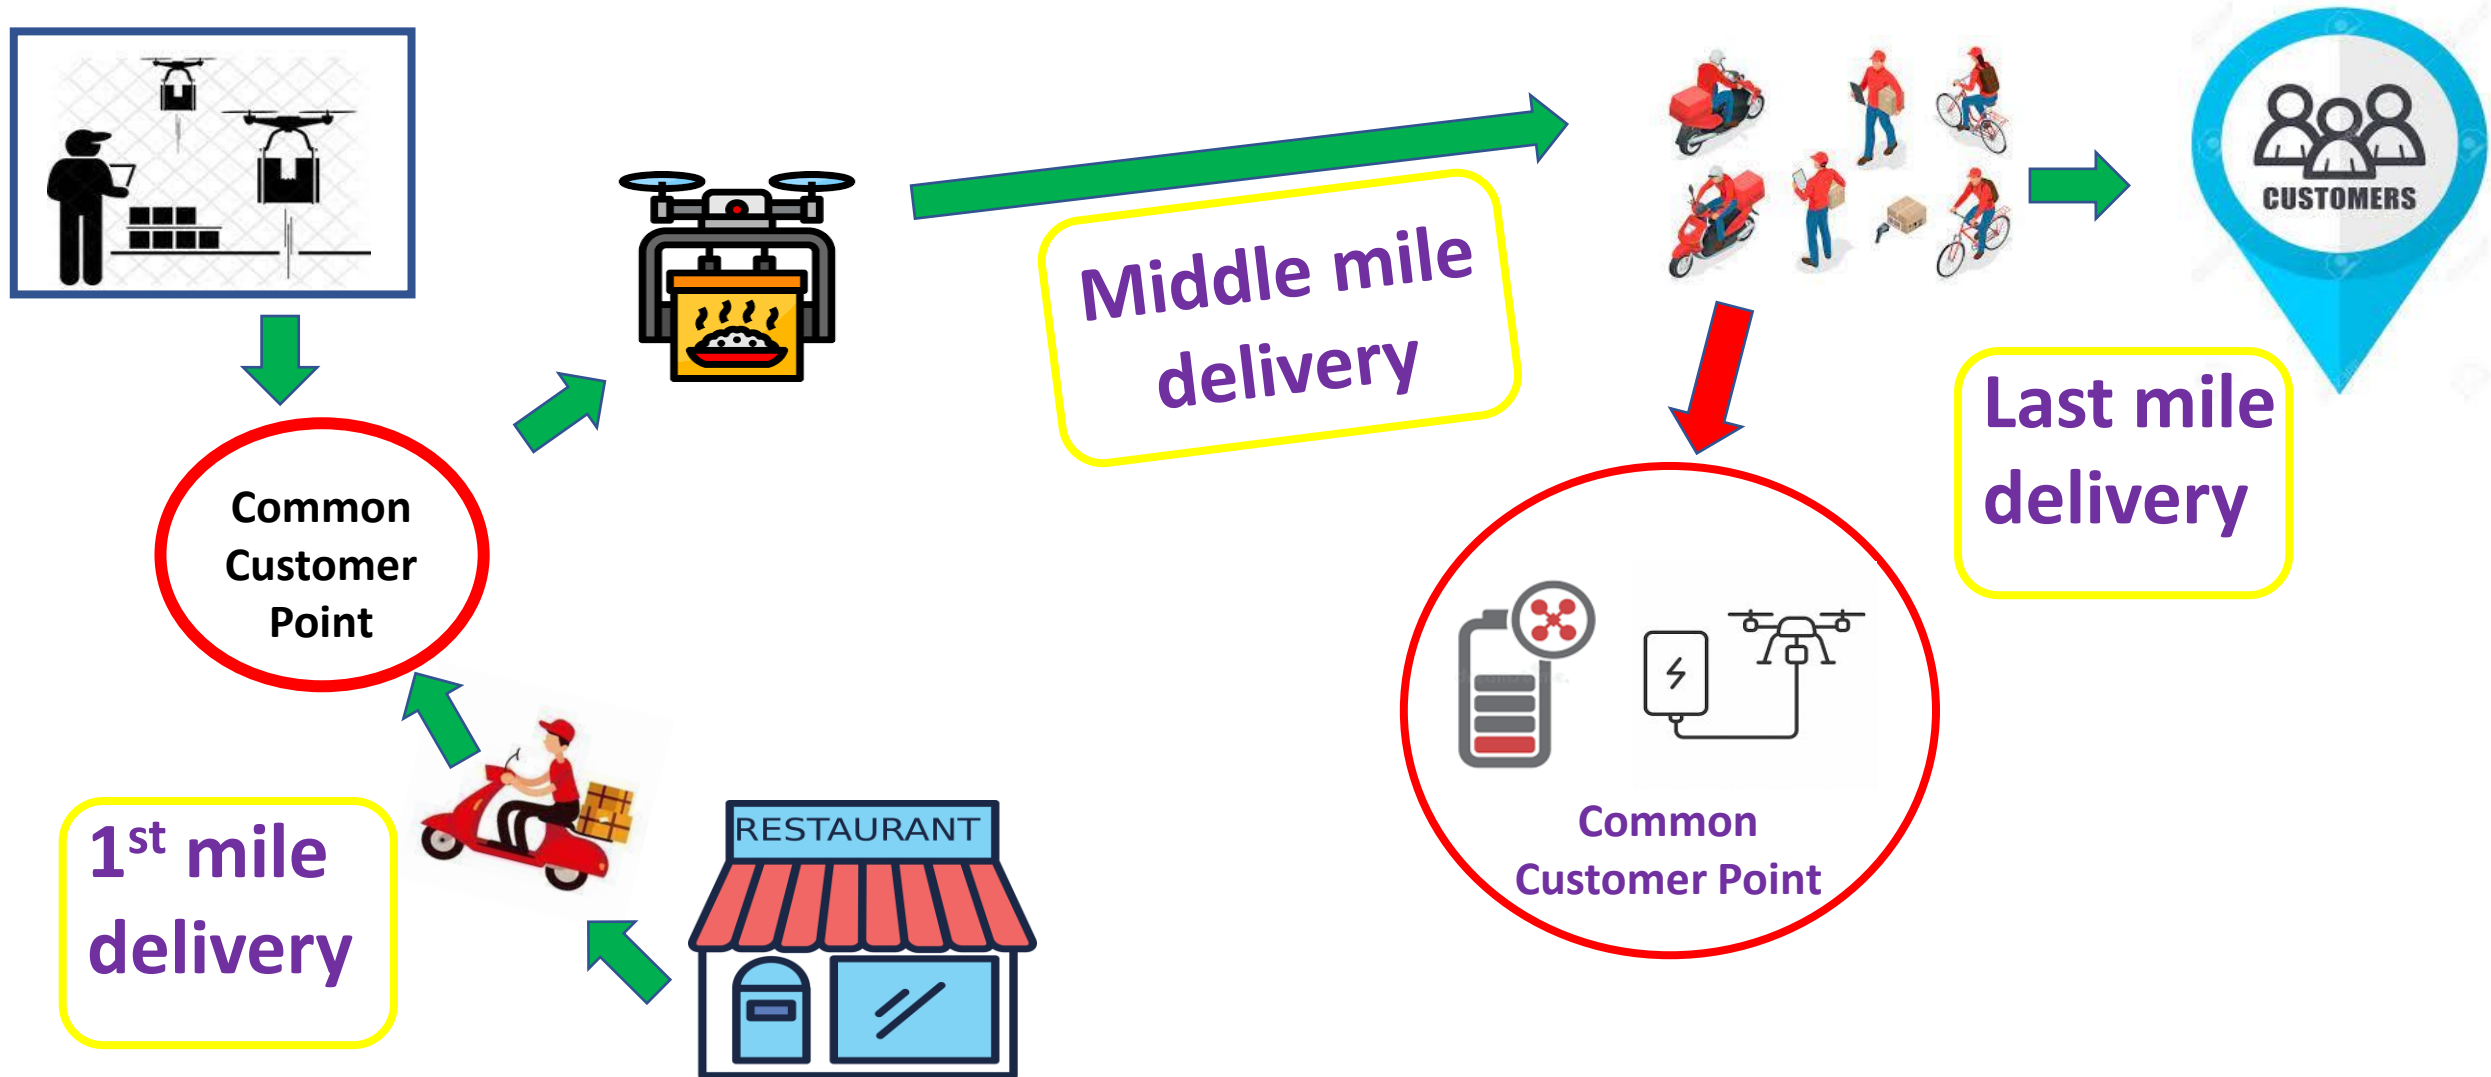 CUSTOMERS
Middle mile
delivery
Last mile
delivery
Common
Customer
Point
1st mile
delivery
RESTAURANT
Common
Customer Point